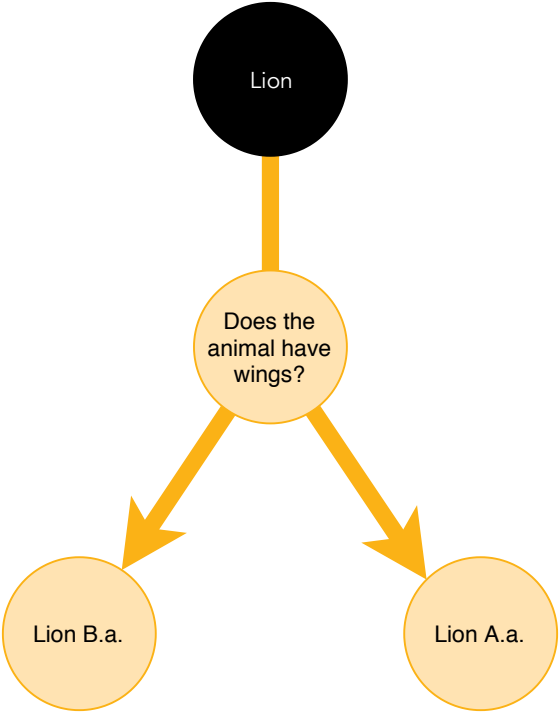 Lion
Does the
animal have
wings?
Lion B.a.
Lion A.a.